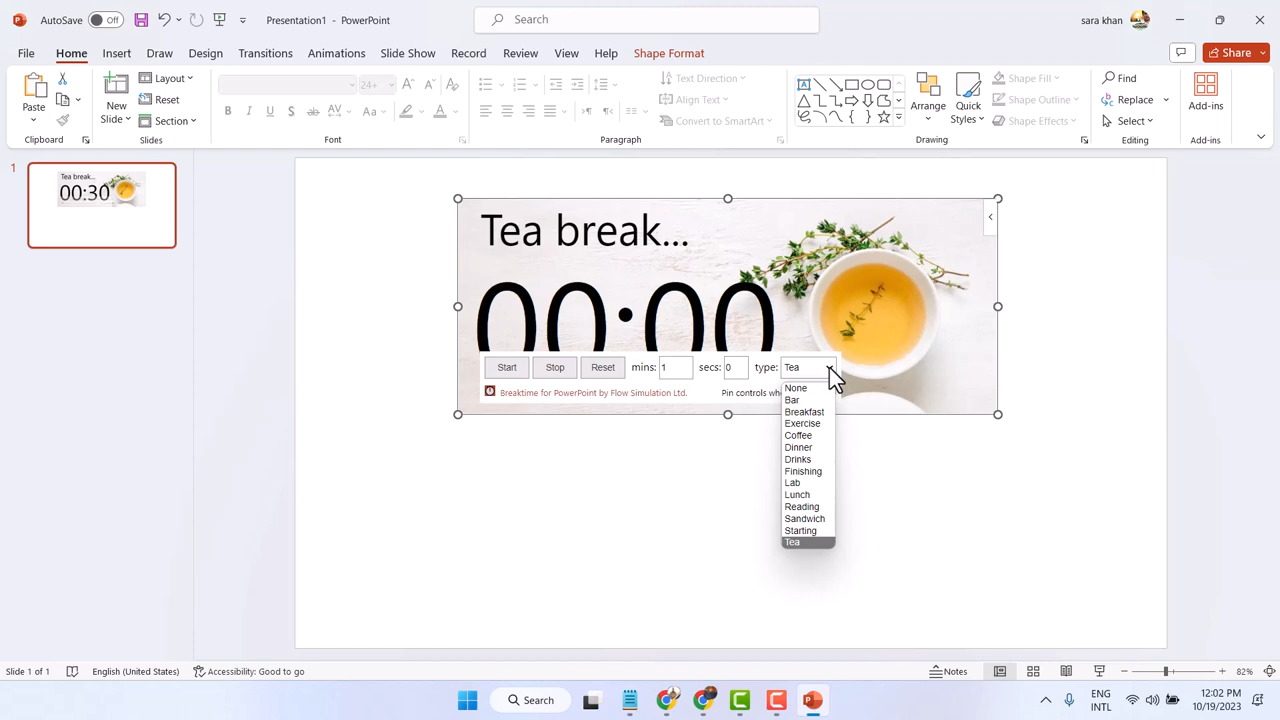 AutoSave Off Presentation1 - PowerPoint Search sara khan
File Home Insert Draw Design Transitions Animations Slide Show Record Review View Help Shape Format Share
Paste
New Slide
Layout
Reset
Section
24+
B I U S ab AV Aa A
Text Direction
Align Text
Convert to SmartArt
Arrange
Quick Styles
Shape Fill
Shape Outline
Shape Effects
Find
Replace
Select
Add-ins
Clipboard Slides Font Paragraph Drawing Editing Add-ins
1
Tea break...
00:30
Tea break...
00:00
Start Stop Reset mins: 1 secs: 0 type: Tea
Breaktime for PowerPoint by Flow Simulation Ltd. Pin controls
None
Bar
Breakfast
Exercise
Coffee
Dinner
Drinks
Finishing
Lab
Lunch
Reading
Sandwich
Starting
Tea
Slide 1 of 1 English (United States) Accessibility: Good to go Notes 82%
Search
ENG
INTL
12:02 PM
10/19/2023